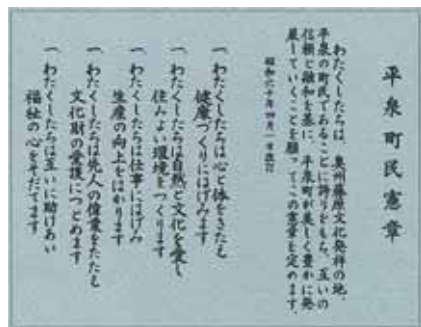 平泉町民憲章
わたくしたちは、奥州藤原文化発祥の地、
平泉の町民であることに誇りをもち、互いの
信頼と融和を基に、平泉町が美しく豊かに発
展していくことを願ってこの憲章を定めます。
昭和六十年四月一日改訂
一、わたくしたちは心と体をきたえ
健康づくりにはげみます
一、わたくしたちは自然と文化を愛し
住みよい環境をつくります
一、わたくしたちは仕事にはげみ
生産の向上をはかります
一、わたくしたちは先人の偉業をたたえ
文化財の愛護につとめます
一、わたくしたちは互いに助けあい
福祉の心をそだてます